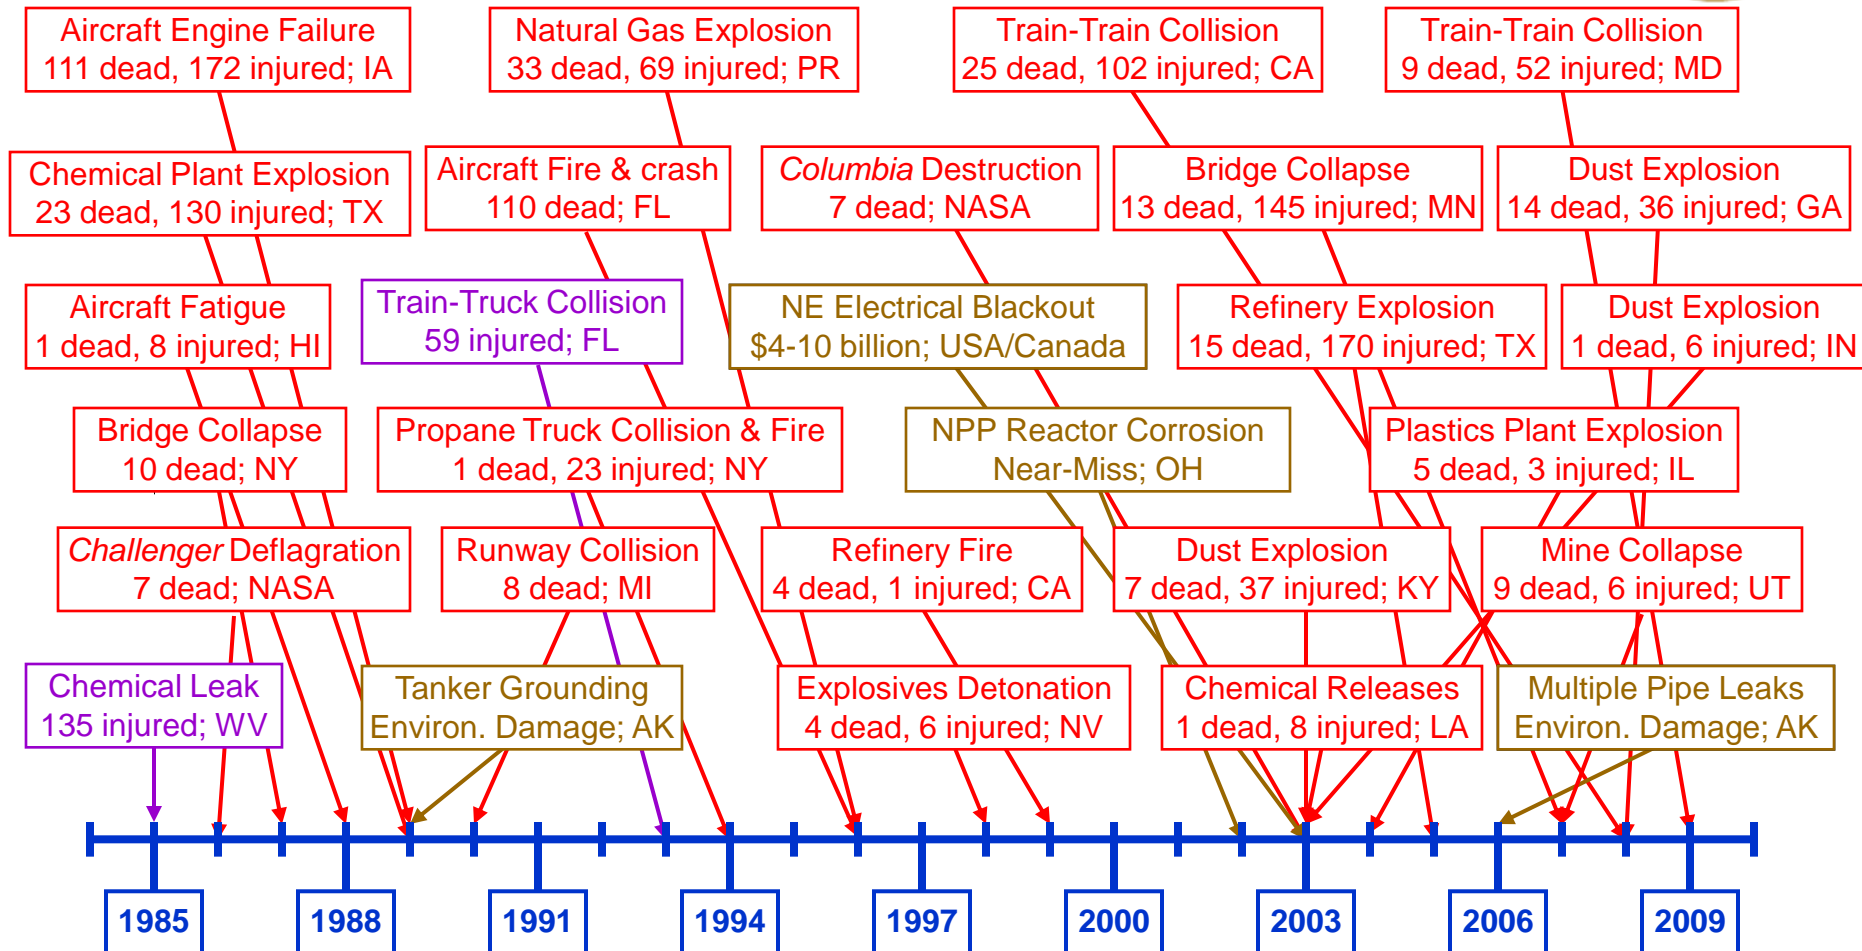 Aircraft Engine Failure
111 dead, 172 injured; IA
Natural Gas Explosion
33 dead, 69 injured; PR
Train-Train Collision
25 dead, 102 injured; CA
Train-Train Collision
9 dead, 52 injured; MD
Chemical Plant Explosion
23 dead, 130 injured; TX
Aircraft Fire & crash
110 dead; FL
Columbia Destruction
7 dead; NASA
Bridge Collapse
13 dead, 145 injured; MN
Dust Explosion
14 dead, 36 injured; GA
Aircraft Fatigue
1 dead, 8 injured; HI
Train-Truck Collision
59 injured; FL
NE Electrical Blackout
$4-10 billion; USA/Canada
Refinery Explosion
15 dead, 170 injured; TX
Dust Explosion
1 dead, 6 injured; IN
Bridge Collapse
10 dead; NY
Propane Truck Collision & Fire
1 dead, 23 injured; NY
NPP Reactor Corrosion
Near-Miss; OH
Plastics Plant Explosion
5 dead, 3 injured; IL
Challenger Deflagration
7 dead; NASA
Runway Collision
8 dead; MI
Refinery Fire
4 dead, 1 injured; CA
Dust Explosion
7 dead, 37 injured; KY
Mine Collapse
9 dead, 6 injured; UT
Chemical Leak
135 injured; WV
Tanker Grounding
Environ. Damage; AK
Explosives Detonation
4 dead, 6 injured; NV
Chemical Releases
1 dead, 8 injured; LA
Multiple Pipe Leaks
Environ. Damage; AK
1985
1988
1991
1994
1997
2000
2003
2006
2009